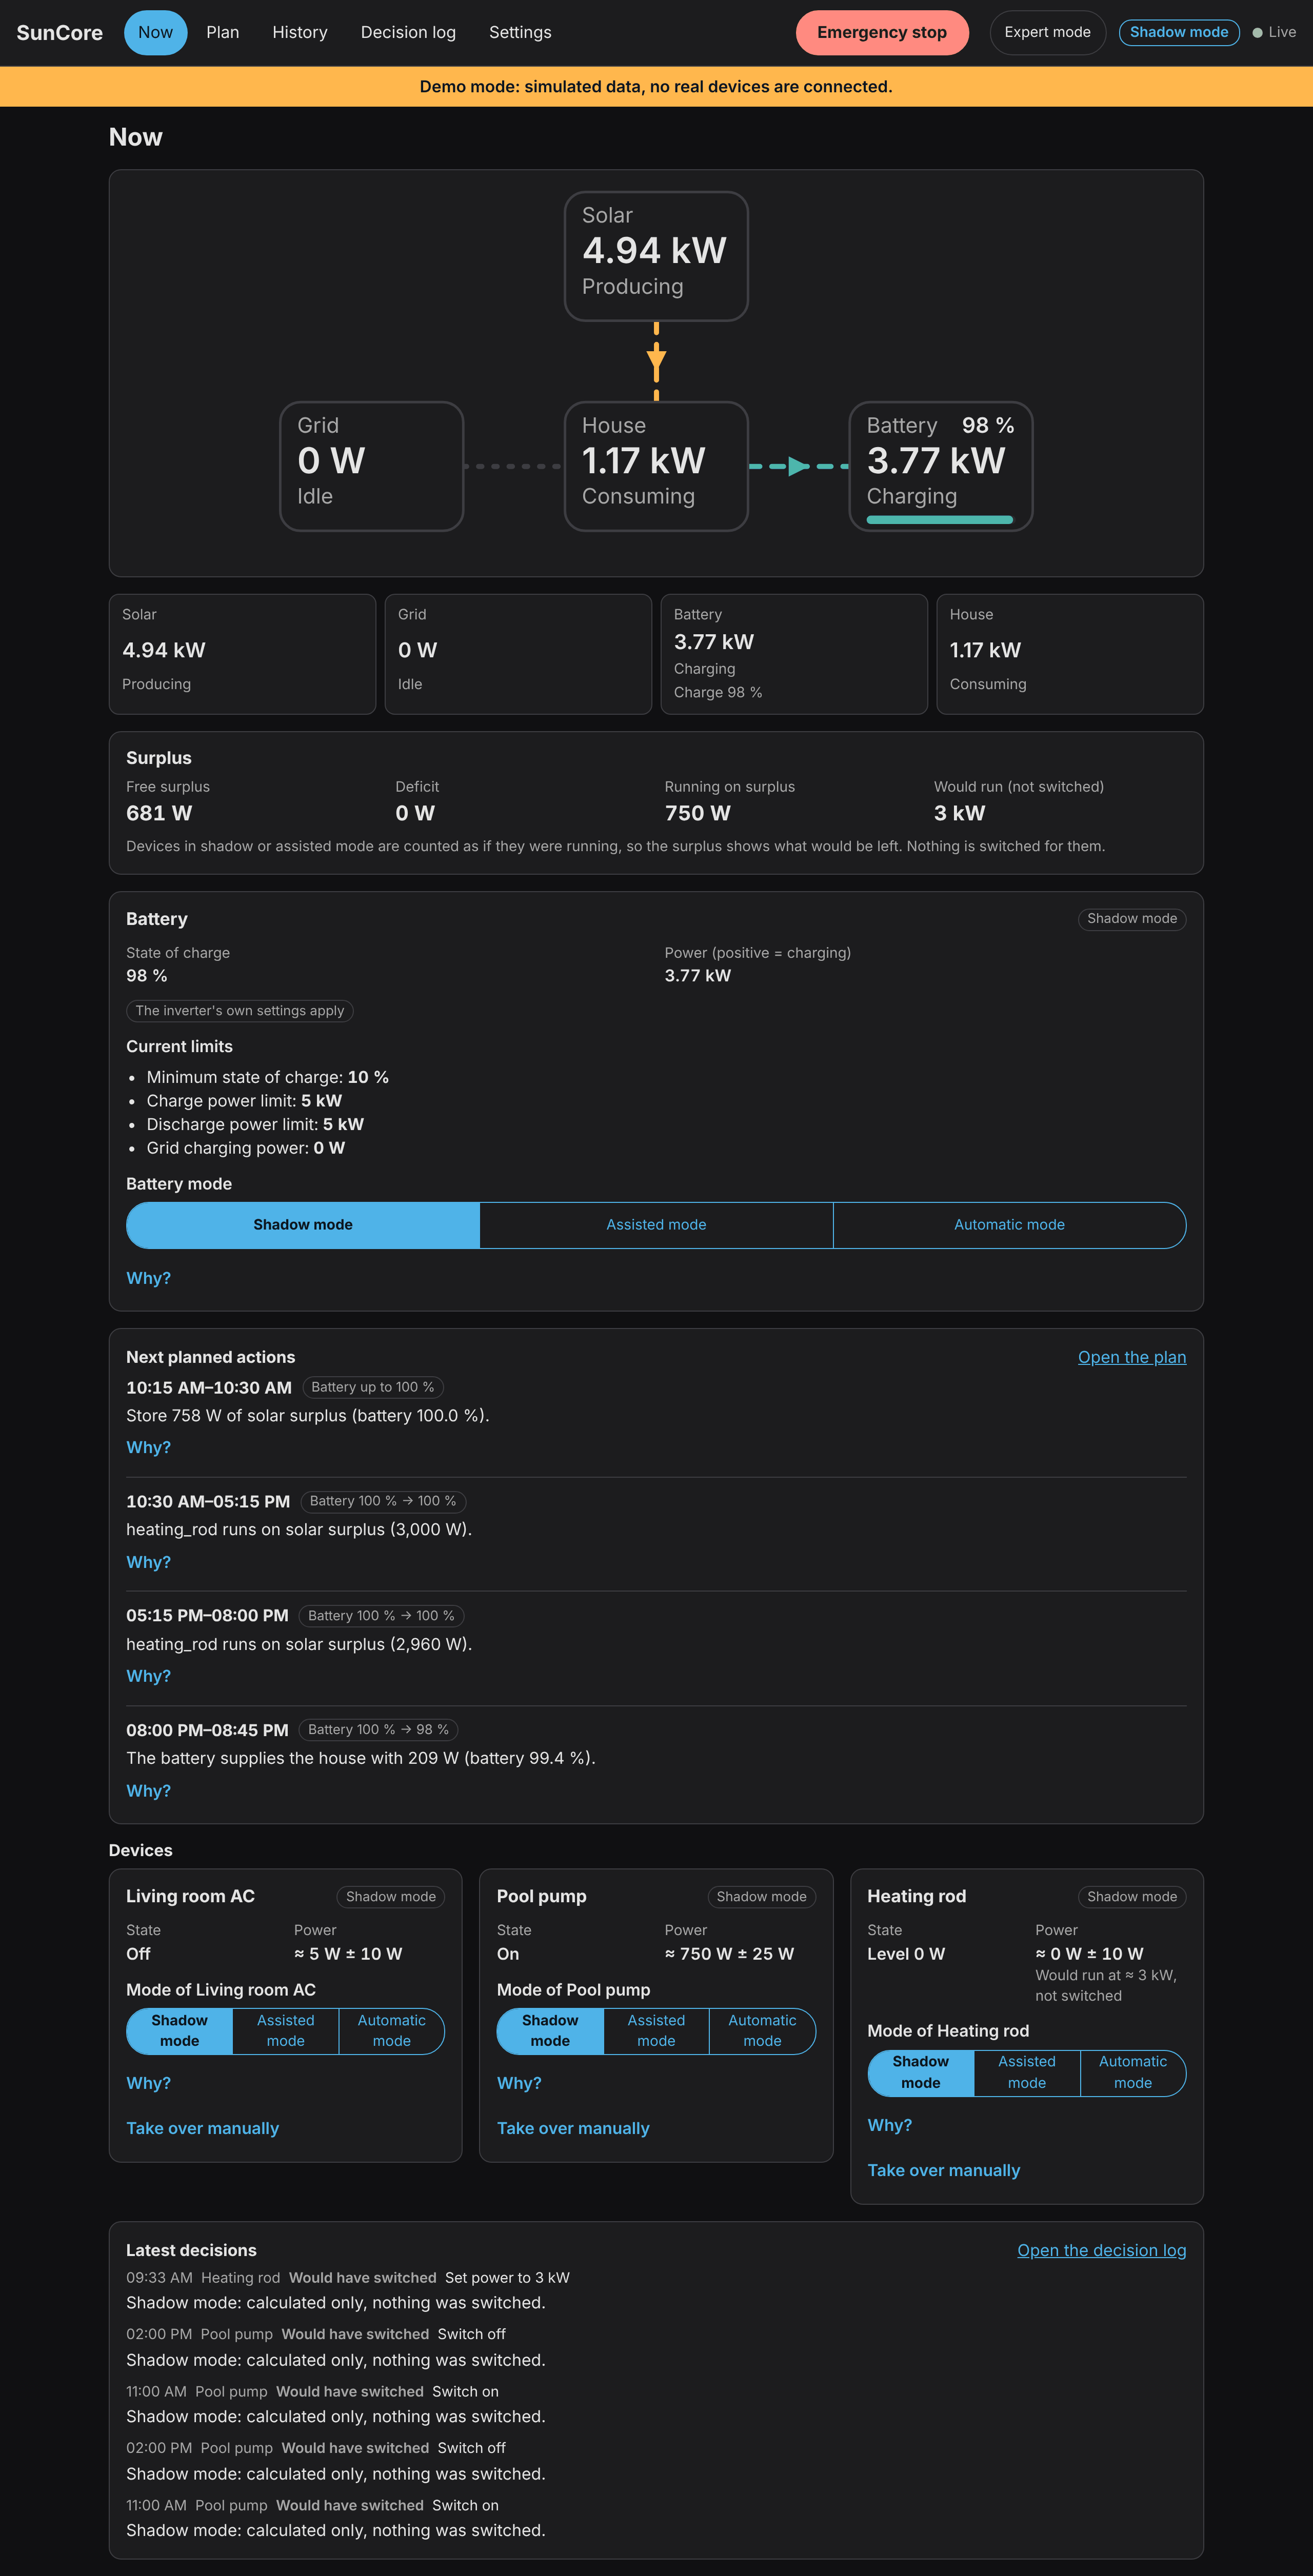 SunCore Now Plan History Decision log Settings Emergency stop Expert mode Shadow mode Live
Demo mode: simulated data, no real devices are connected.
Now
Solar
4.94 kW
Producing
Grid
0 W
Idle
House
1.17 kW
Consuming
Battery 98 %
3.77 kW
Charging
Solar
4.94 kW
Producing
Grid
0 W
Idle
Battery
3.77 kW
Charging
Charge 98 %
House
1.17 kW
Consuming
Surplus
Free surplus
681 W
Deficit
0 W
Running on surplus
750 W
Would run (not switched)
3 kW
Devices in shadow or assisted mode are counted as if they were running, so the surplus shows what would be left. Nothing is switched for them.
Battery Shadow mode
State of charge
98 %
Power (positive = charging)
3.77 kW
The inverter's own settings apply
Current limits
• Minimum state of charge: 10 %
• Charge power limit: 5 kW
• Discharge power limit: 5 kW
• Grid charging power: 0 W
Battery mode
Shadow mode Assisted mode Automatic mode
Why?
Next planned actions Open the plan
10:15 AM–10:30 AM Battery up to 100 %
Store 758 W of solar surplus (battery 100.0 %).
Why?
10:30 AM–05:15 PM Battery 100 % → 100 %
heating_rod runs on solar surplus (3,000 W).
Why?
05:15 PM–08:00 PM Battery 100 % → 100 %
heating_rod runs on solar surplus (2,960 W).
Why?
08:00 PM–08:45 PM Battery 100 % → 98 %
The battery supplies the house with 209 W (battery 99.4 %).
Why?
Devices
Living room AC Shadow mode
State Power
Off ≈ 5 W ± 10 W
Mode of Living room AC
Shadow mode Assisted mode Automatic mode
Why?
Take over manually
Pool pump Shadow mode
State Power
On ≈ 750 W ± 25 W
Mode of Pool pump
Shadow mode Assisted mode Automatic mode
Why?
Take over manually
Heating rod Shadow mode
State Power
Level 0 W ≈ 0 W ± 10 W
Would run at ≈ 3 kW,
not switched
Mode of Heating rod
Shadow mode Assisted mode Automatic mode
Why?
Take over manually
Latest decisions Open the decision log
09:33 AM Heating rod Would have switched Set power to 3 kW
Shadow mode: calculated only, nothing was switched.
02:00 PM Pool pump Would have switched Switch off
Shadow mode: calculated only, nothing was switched.
11:00 AM Pool pump Would have switched Switch on
Shadow mode: calculated only, nothing was switched.
02:00 PM Pool pump Would have switched Switch off
Shadow mode: calculated only, nothing was switched.
11:00 AM Pool pump Would have switched Switch on
Shadow mode: calculated only, nothing was switched.